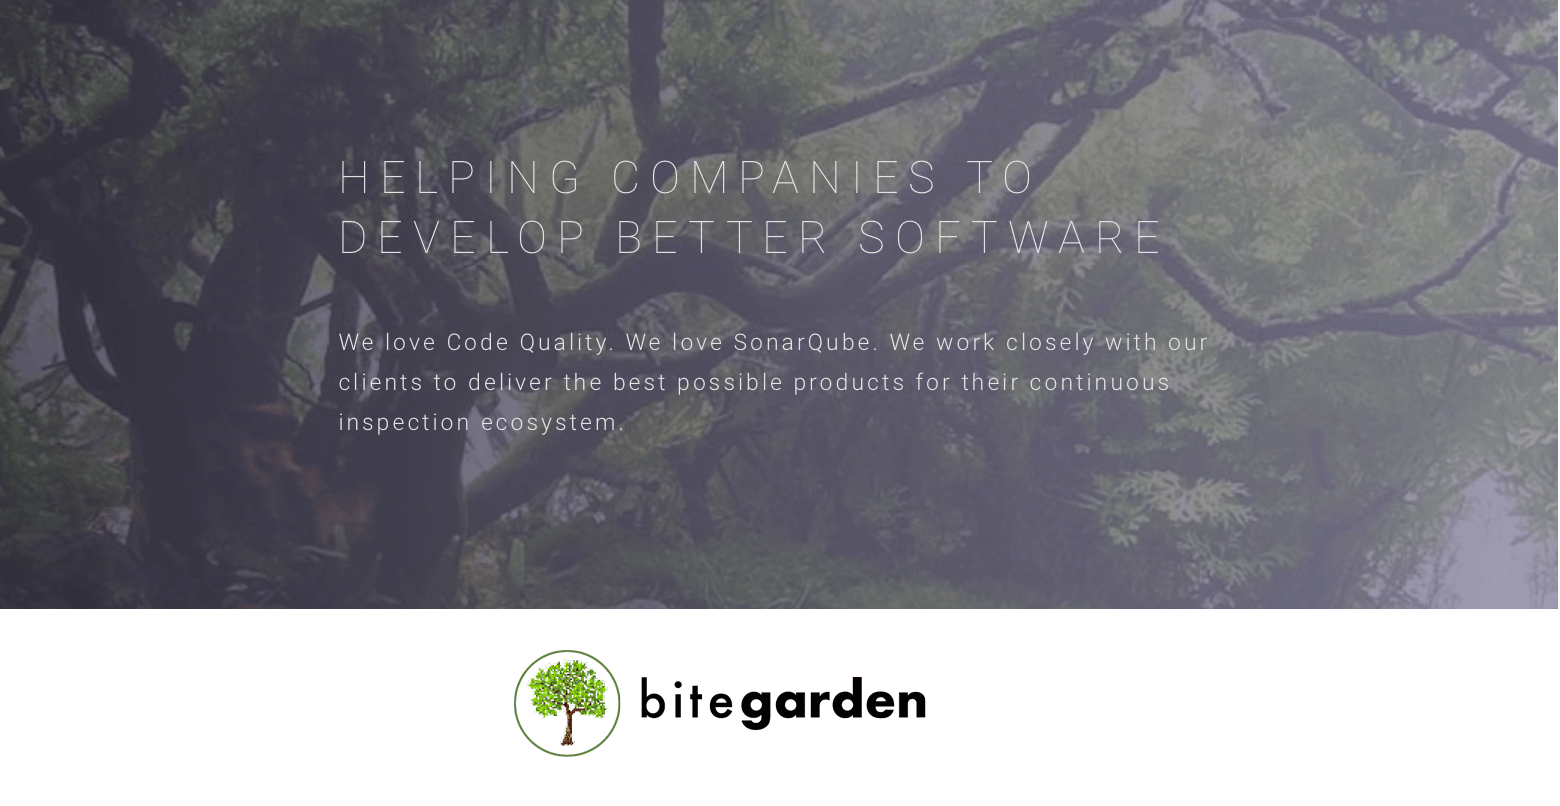 HELPING COMPANIES TO
DEVELOP BETTER SOFTWARE
We love Code Quality. We love SonarQube. We work closely with our
clients to deliver the best possible products for their continuous
inspection ecosystem.
bitegarden